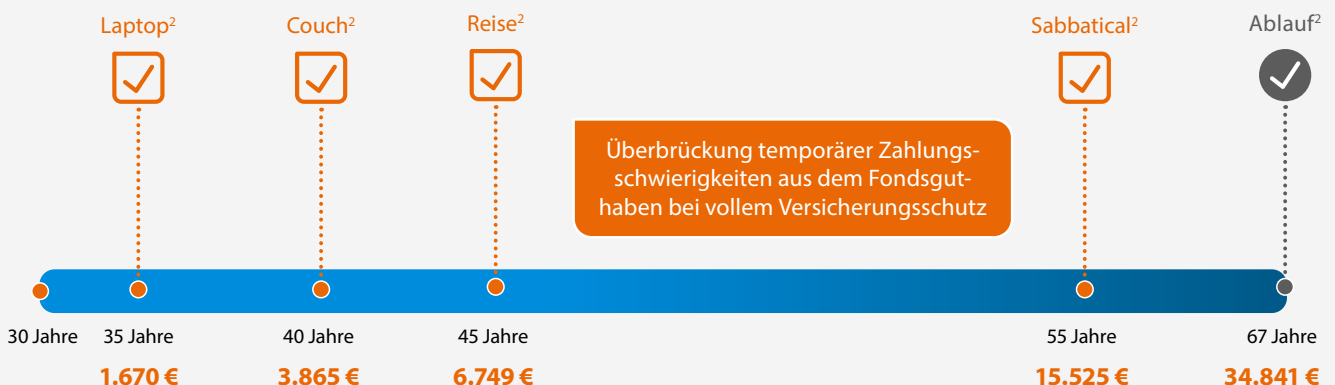 Laptop²
Couch²
Reise²
Sabbatical²
Ablauf²
Überbrückung temporärer Zahlungs-
schwierigkeiten aus dem Fondsgut-
haben bei vollem Versicherungsschutz
30 Jahre
35 Jahre
40 Jahre
45 Jahre
55 Jahre
67 Jahre
1.670 €
3.865 €
6.749 €
15.525 €
34.841 €